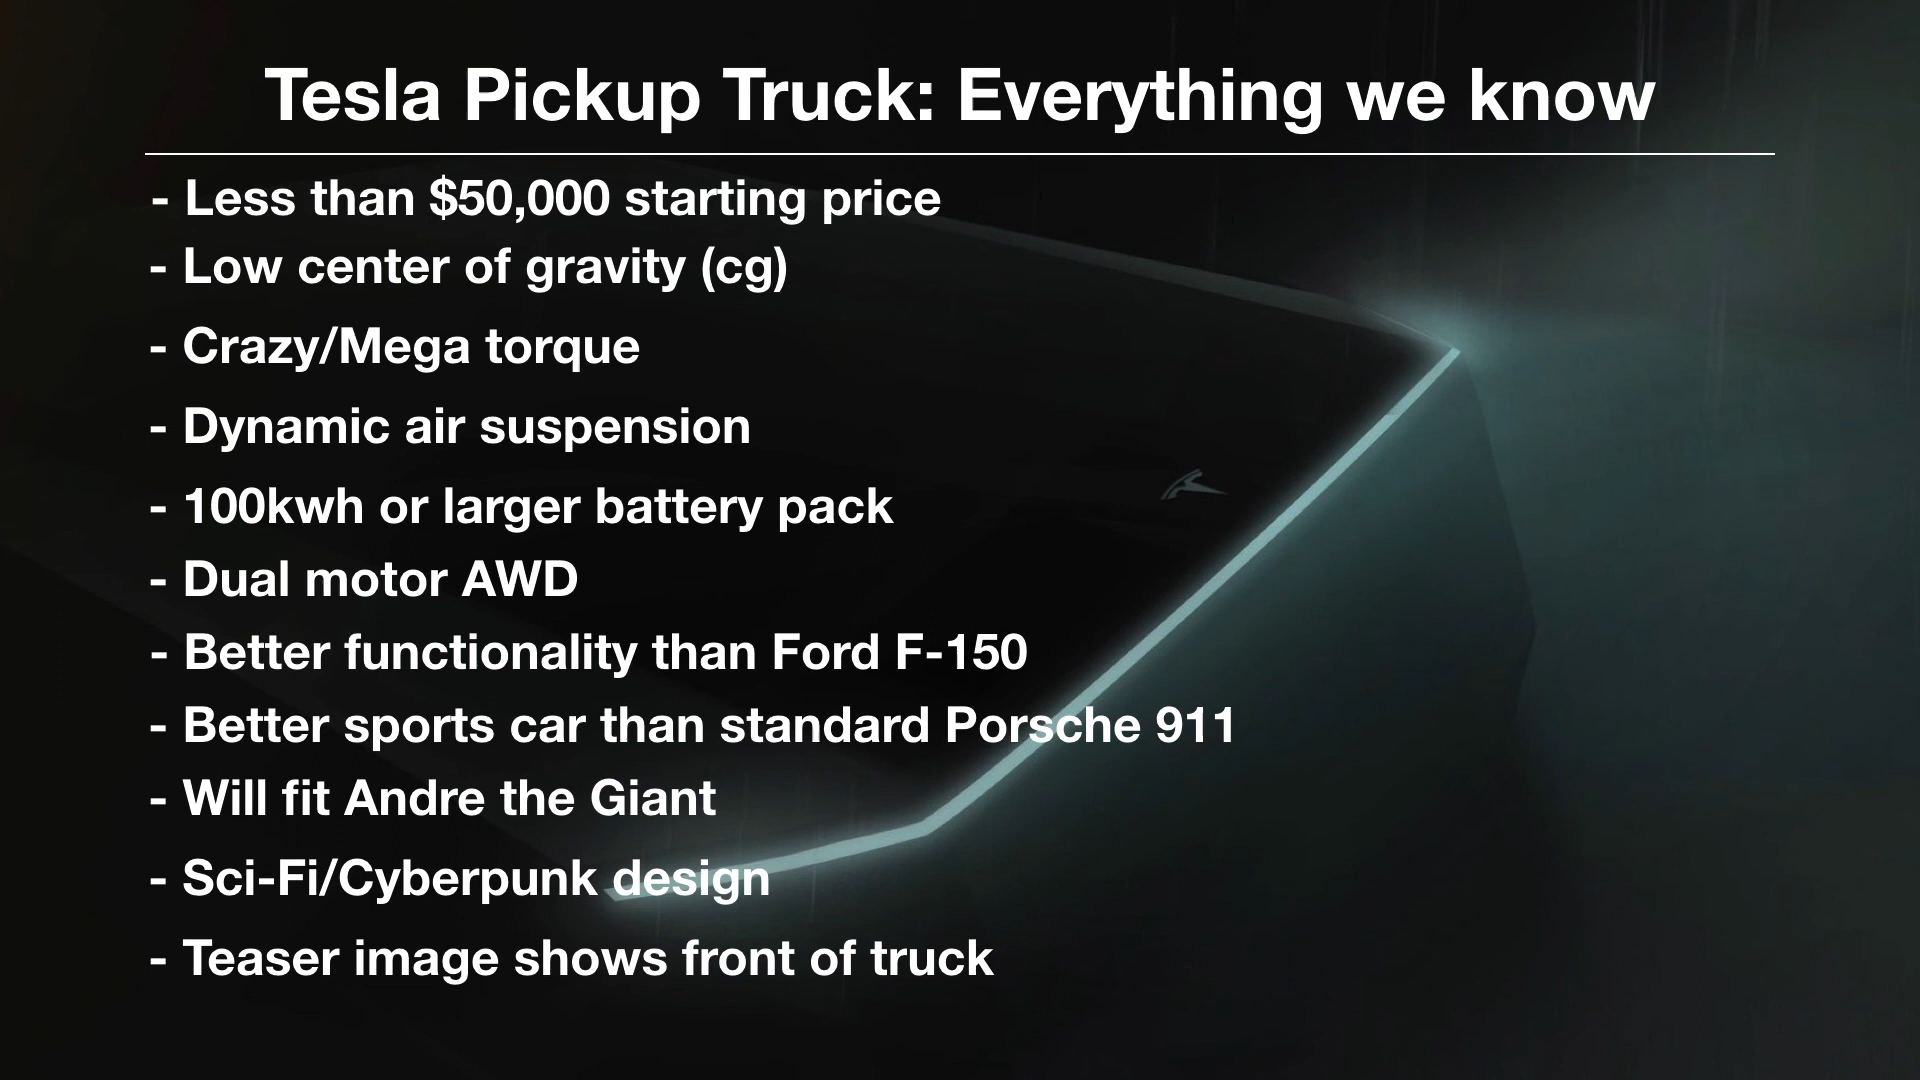 Tesla Pickup Truck: Everything we know
- Less than $50,000 starting price
- Low center of gravity (cg)
- Crazy/Mega torque
- Dynamic air suspension
- 100kwh or larger battery pack
- Dual motor AWD
- Better functionality than Ford F-150
- Better sports car than standard Porsche 911
- Will fit Andre the Giant
- Sci-Fi/Cyberpunk design
- Teaser image shows front of truck